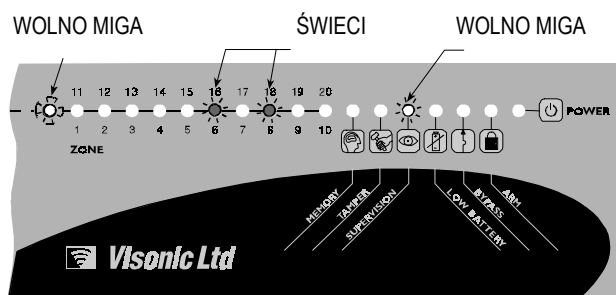 WOLNO MIGA ŚWIECI WOLNO MIGA
11 12 13 14 15 16 17 18 19 20
POWER
1 2 3 4 5 6 7 8 9 10
ZONE
MEMORY
TAMPER
SUPERVISION
LOW BATTERY
BYPASS
ARM
Visonic Ltd